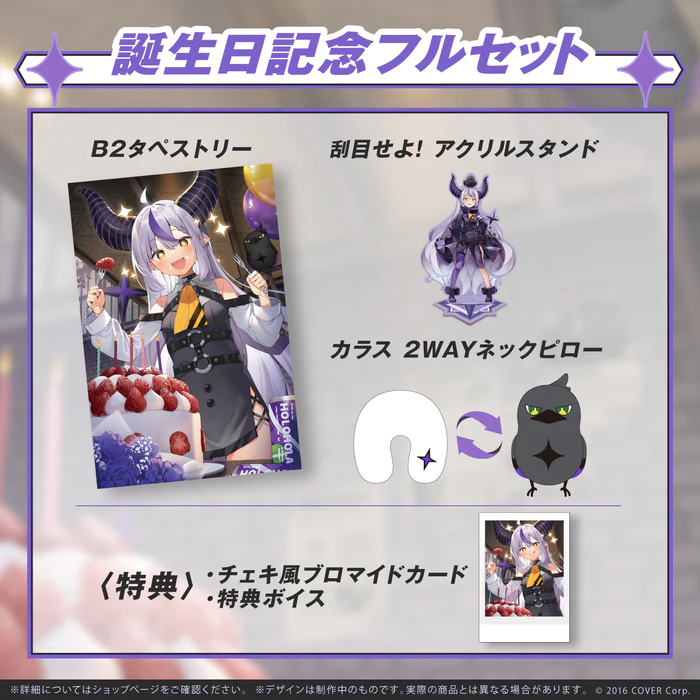 誕生日記念フルセット
B2タペストリー
刮目せよ! アクリルスタンド
カラス 2WAYネックピロー
HOLOHOLA
〈特典〉
・チェキ風ブロマイドカード
・特典ボイス
※詳細についてはショップページをご確認ください。 ※デザインは制作中のものです。実際の商品とは異なる場合があります。 © 2016 COVER Corp.